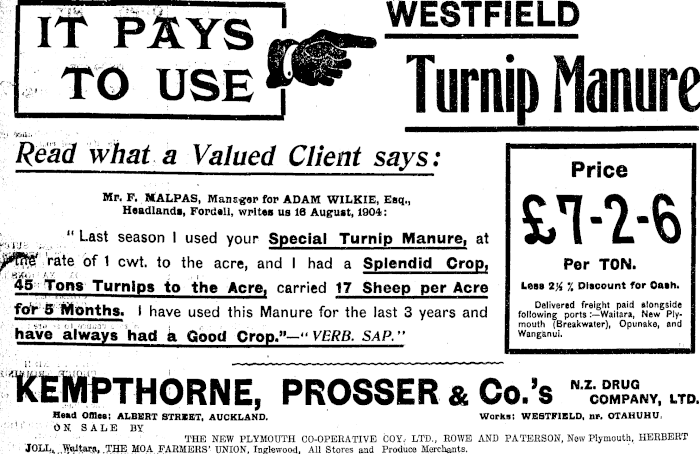 IT PAYS
TO USE
WESTFIELD
Turnip Manure
Read what a Valued Client says:
Mr. F. MALPAS, Manager for ADAM WILKIE, Esq.,
Headlands, Fordell, writes us 16 August, 1904:
"Last season I used your Special Turnip Manure, at
the rate of 1 cwt. to the acre, and I had a Splendid Crop,
45 Tons Turnips to the Acre, carried 17 Sheep per Acre
for 5 Months. I have used this Manure for the last 3 years and
have always had a Good Crop."—"VERB. SAP."
Price
£7-2-6
Per TON.
Less 2½ % Discount for Cash.
Delivered freight paid alongside
following ports:—Waitara, New Ply-
mouth (Breakwater), Opunake, and
Wanganui.
KEMPTHORNE, PROSSER & Co.'s N.Z. DRUG
COMPANY, LTD.
Head Office: ALBERT STREET, AUCKLAND. Works: WESTFIELD, nr. OTAHUHU.
ON SALE BY
THE NEW PLYMOUTH CO-OPERATIVE COY. LTD., ROWE AND PATERSON, New Plymouth, HERBERT
JOLL, Waitara, THE MOA FARMERS' UNION, Inglewood, All Stores and Produce Merchants.